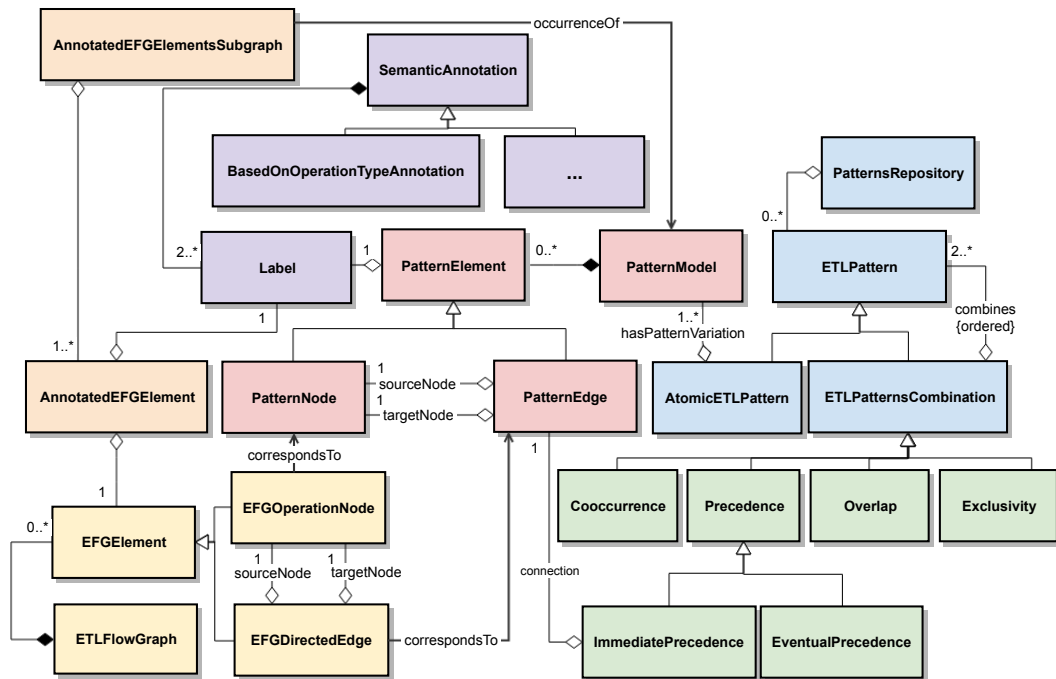 occurrenceOf
AnnotatedEFGElementsSubgraph
SemanticAnnotation
BasedOnOperationTypeAnnotation
...
PatternsRepository
0..*
2..*
Label
1
PatternElement
0..*
PatternModel
ETLPattern
2..*
1
1..*
hasPatternVariation
combines
{ordered}
1..*
AnnotatedEFGElement
PatternNode
1
sourceNode
1
targetNode
PatternEdge
AtomicETLPattern
ETLPatternsCombination
correspondsTo
1
1
0..*
EFGElement
EFGOperationNode
Cooccurrence
Precedence
Overlap
Exclusivity
1
sourceNode
1
targetNode
connection
ETLFlowGraph
EFGDirectedEdge
correspondsTo
ImmediatePrecedence
EventualPrecedence